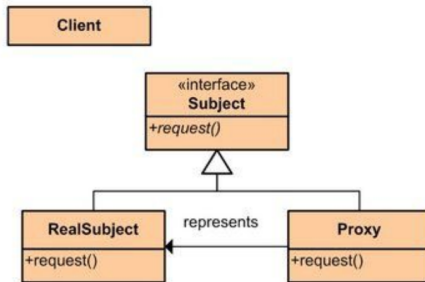 Client
«interface»
Subject
+request()
represents
RealSubject
+request()
Proxy
+request()